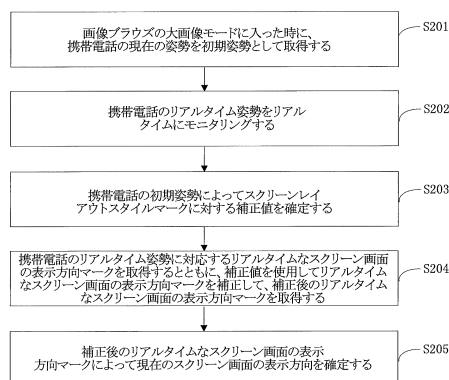 画像ブラウズの大画像モードに入った時に、
携帯電話の現在の姿勢を初期姿勢として取得する
S201
携帯電話のリアルタイム姿勢をリアル
タイムにモニタリングする
S202
携帯電話の初期姿勢によってスクリーンレイ
アウトスタイルマークに対する補正値を確定する
S203
携帯電話のリアルタイム姿勢に対応するリアルタイムなスクリーン画面
の表示方向マークを取得するとともに、補正値を使用してリアルタイム
なスクリーン画面の表示方向マークを補正して、補正後のリアルタイム
なスクリーン画面の表示方向マークを取得する
S204
補正後のリアルタイムなスクリーン画面の表示
方向マークによって現在のスクリーン画面の表示方向を確定する
S205